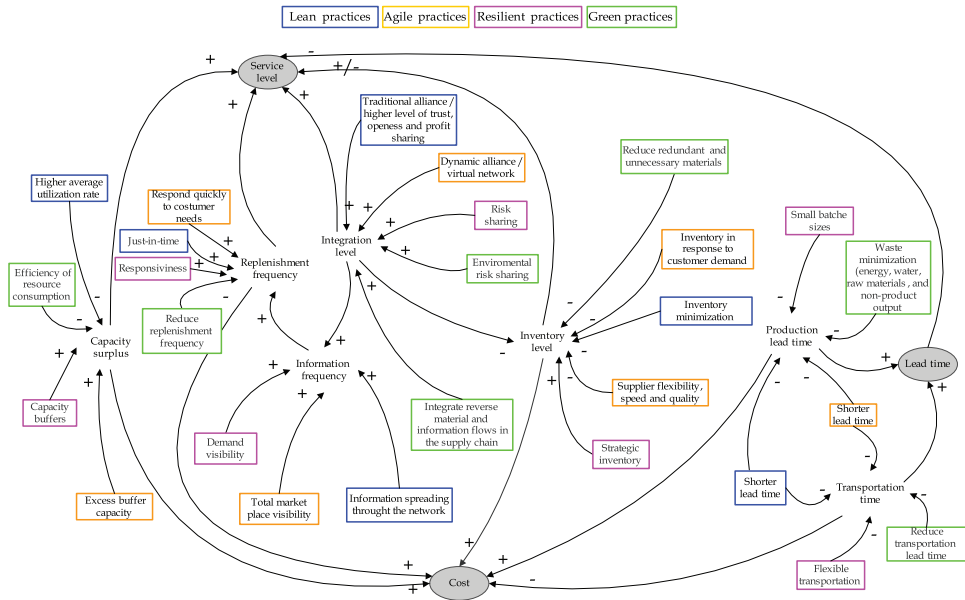 Lean practices
Agile practices
Resilient practices
Green practices
Service
level
+
+/-
-
+
+
Traditional alliance /
higher level of trust,
openess and profit
sharing
Dynamic alliance /
virtual network
Reduce redundant and
unnecessary materials
Higher average
utilization rate
Respond quickly
to costumer
needs
Just-in-time
Responsiviness
Risk
sharing
Small batche
sizes
Integration
level
+
+
+
+
Replenishment
frequency
+
+
+
Enviromental
risk sharing
Inventory in
response to
customer demand
Waste
minimization
(energy, water,
raw materials , and
non-product
output
Efficiency of
resource
consumption
-
-
-
Reduce
replenishment
frequency
Inventory
minimization
-
-
-
Capacity
surplus
+
+
Inventory
level
-
-
-
+
Production
lead time
-
-
-
-
+
Lead time
+
Information
frequency
+
+
+
+
+
+
Capacity
buffers
Demand
visibility
Integrate reverse
material and
information flows in
the supply chain
Supplier flexibility,
speed and quality
Shorter
lead time
Strategic
inventory
Excess buffer
capacity
Total market
place visibility
Information spreading
throught the network
Shorter
lead time
-
-
-
-
Transportation
time
Reduce
transportation
lead time
Flexible
transportation
Cost
+
+
+
+
-